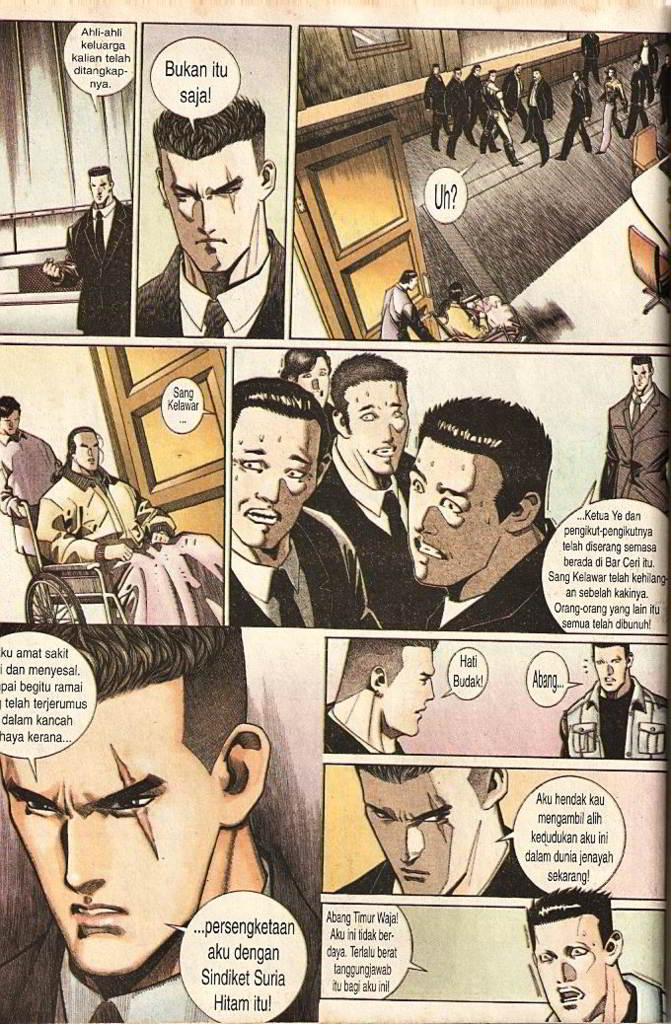 Ahli-ahli
keluarga
kalian telah
ditangkap-
nya.
Bukan itu
saja!
Uh?
Sang
Kelawar
...
...Ketua Ye dan
pengikut-pengikutnya
telah diserang semasa
berada di Bar Ceri itu.
Sang Kelawar telah kehilang-
an sebelah kakinya.
Orang-orang yang lain itu
semua telah dibunuh!
amat sakit
dan menyesal.
begitu ramai
telah terjerumus
dalam kancah
kerana...
...persengketaan
aku dengan
Sindiket Suria
Hitam itu!
Hati
Budak!
Abang...
Aku hendak kau
mengambil alih
kedudukan aku ini
dalam dunia jenayah
sekarang!
Abang Timur Waja!
Aku ini tidak ber-
daya. Terlalu berat
tanggungjawab
itu bagi aku ini!